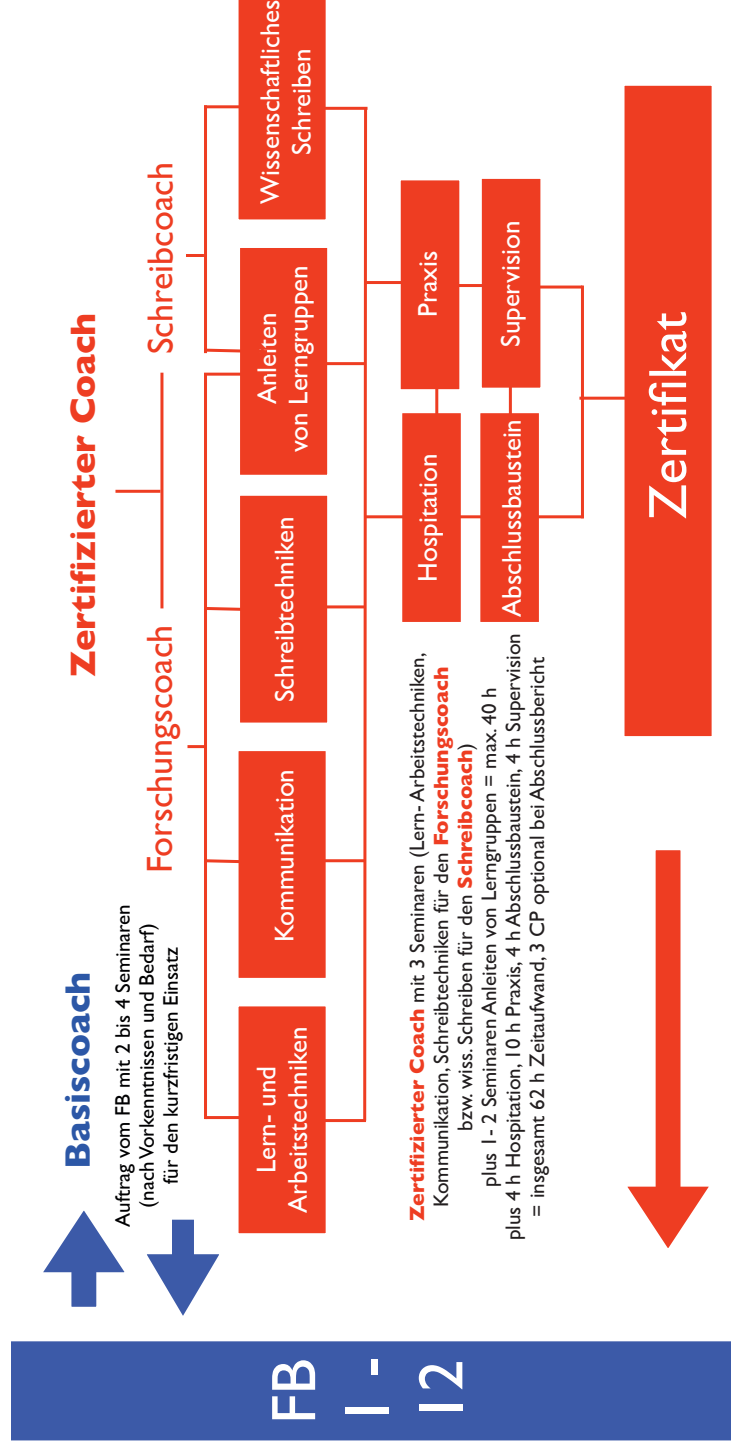 FB
1 -
12
Basiscoach
Auftrag vom FB mit 2 bis 4 Seminaren
(nach Vorkenntnissen und Bedarf)
für den kurzfristigen Einsatz
Zertifizierter Coach
Forschungscoach
Schreibcoach
Lern- und
Arbeitstechniken
Kommunikation
Schreibtechniken
Anleiten
von Lerngruppen
Wissenschaftliches
Schreiben
Zertifizierter Coach mit 3 Seminaren (Lern- Arbeitstechniken,
Kommunikation, Schreibtechniken für den Forschungscoach
bzw. wiss. Schreiben für den Schreibcoach)
plus 1 - 2 Seminaren Anleiten von Lerngruppen = max. 40 h
plus 4 h Hospitation, 10 h Praxis, 4 h Abschlussbaustein, 4 h Supervision
= insgesamt 62 h Zeitaufwand, 3 CP optional bei Abschlussbericht
Hospitation
Praxis
Abschlussbaustein
Supervision
Zertifikat